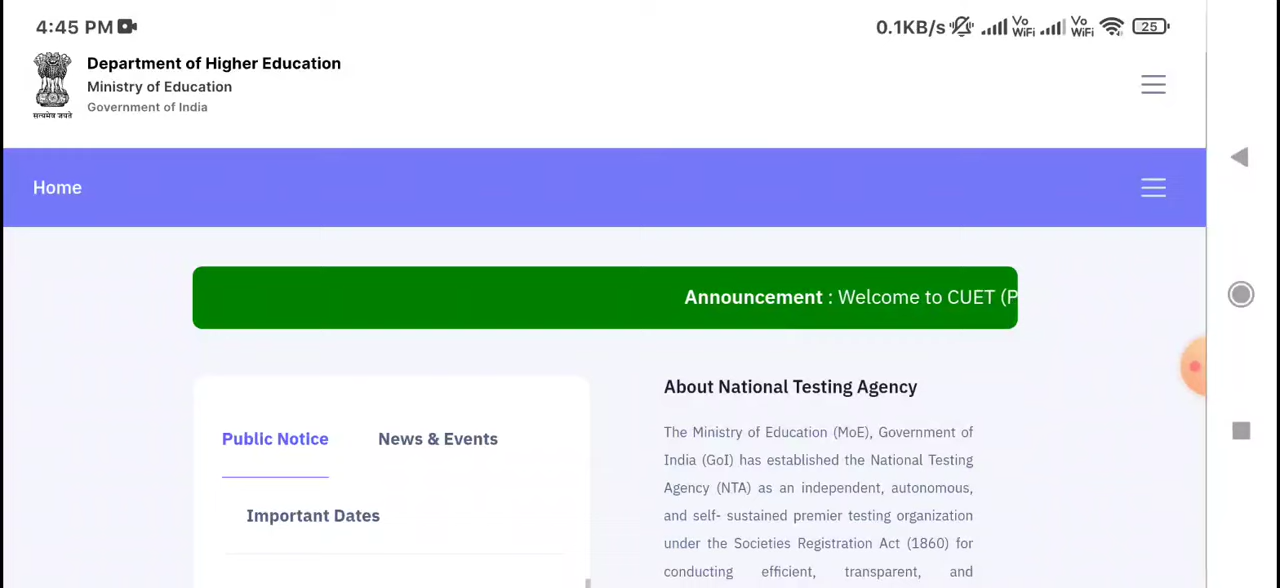 4:45 PM
0.1KB/s Vo WiFi Vo WiFi 25
Department of Higher Education
Ministry of Education
Government of India
सत्यमेव जयते
Home
Announcement : Welcome to CUET (P
Public Notice News & Events
Important Dates
About National Testing Agency
The Ministry of Education (MoE), Government of
India (GoI) has established the National Testing
Agency (NTA) as an independent, autonomous,
and self- sustained premier testing organization
under the Societies Registration Act (1860) for
conducting efficient, transparent, and